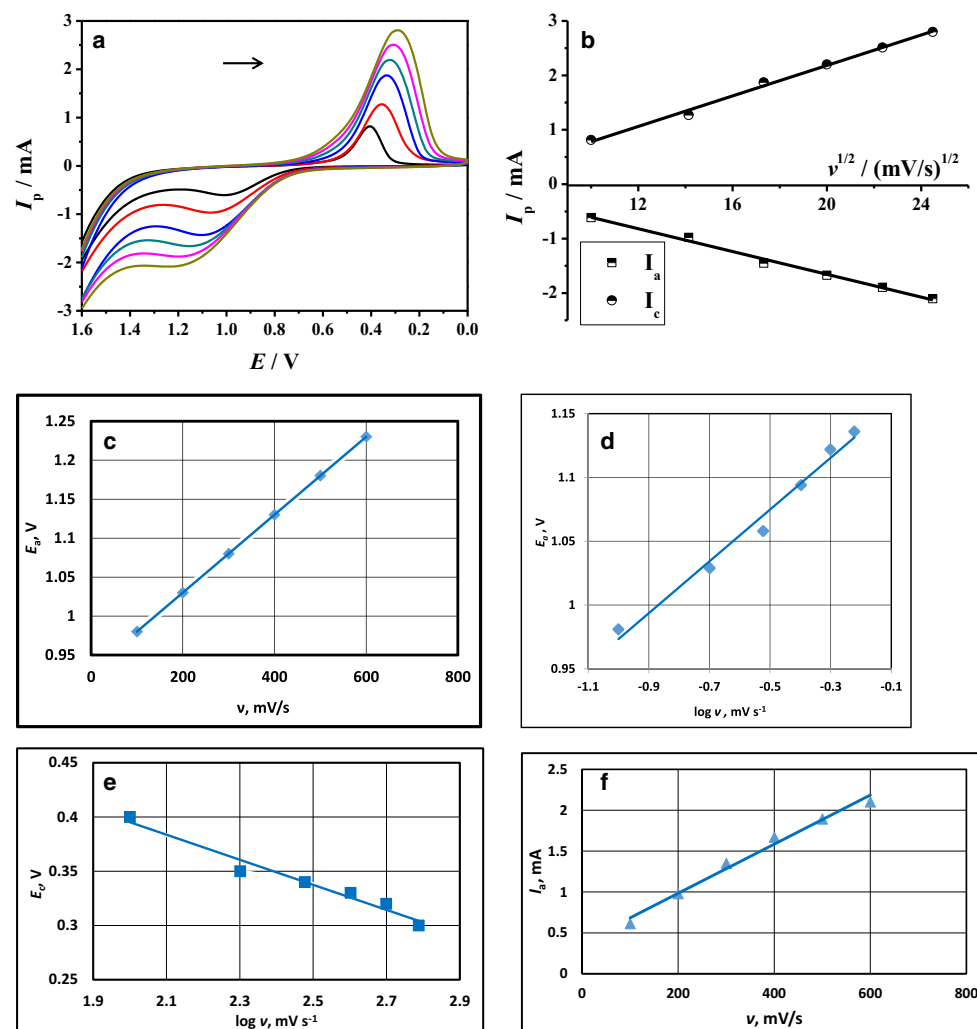 a
3
2
1
0
-1
-2
-3
1.6 1.4 1.2 1.0 0.8 0.6 0.4 0.2 0.0
I_p / mA
E / V
b
3
2
1
0
-1
-2
12 16 20 24
ν^1/2 / (mV/s)^1/2
I_p / mA
I_a
I_c
c
1.25
1.2
1.15
1.1
1.05
1
0.95
0 200 400 600 800
E_a, V
ν, mV/s
d
1.15
1.1
1.05
1
0.95
-1.1 -0.9 -0.7 -0.5 -0.3 -0.1
E_a, V
log ν , mV s⁻¹
e
0.45
0.4
0.35
0.3
0.25
1.9 2.1 2.3 2.5 2.7 2.9
E_c, V
log ν, mV s⁻¹
f
2.5
2
1.5
1
0.5
0
0 200 400 600 800
I_a, mA
ν, mV/s